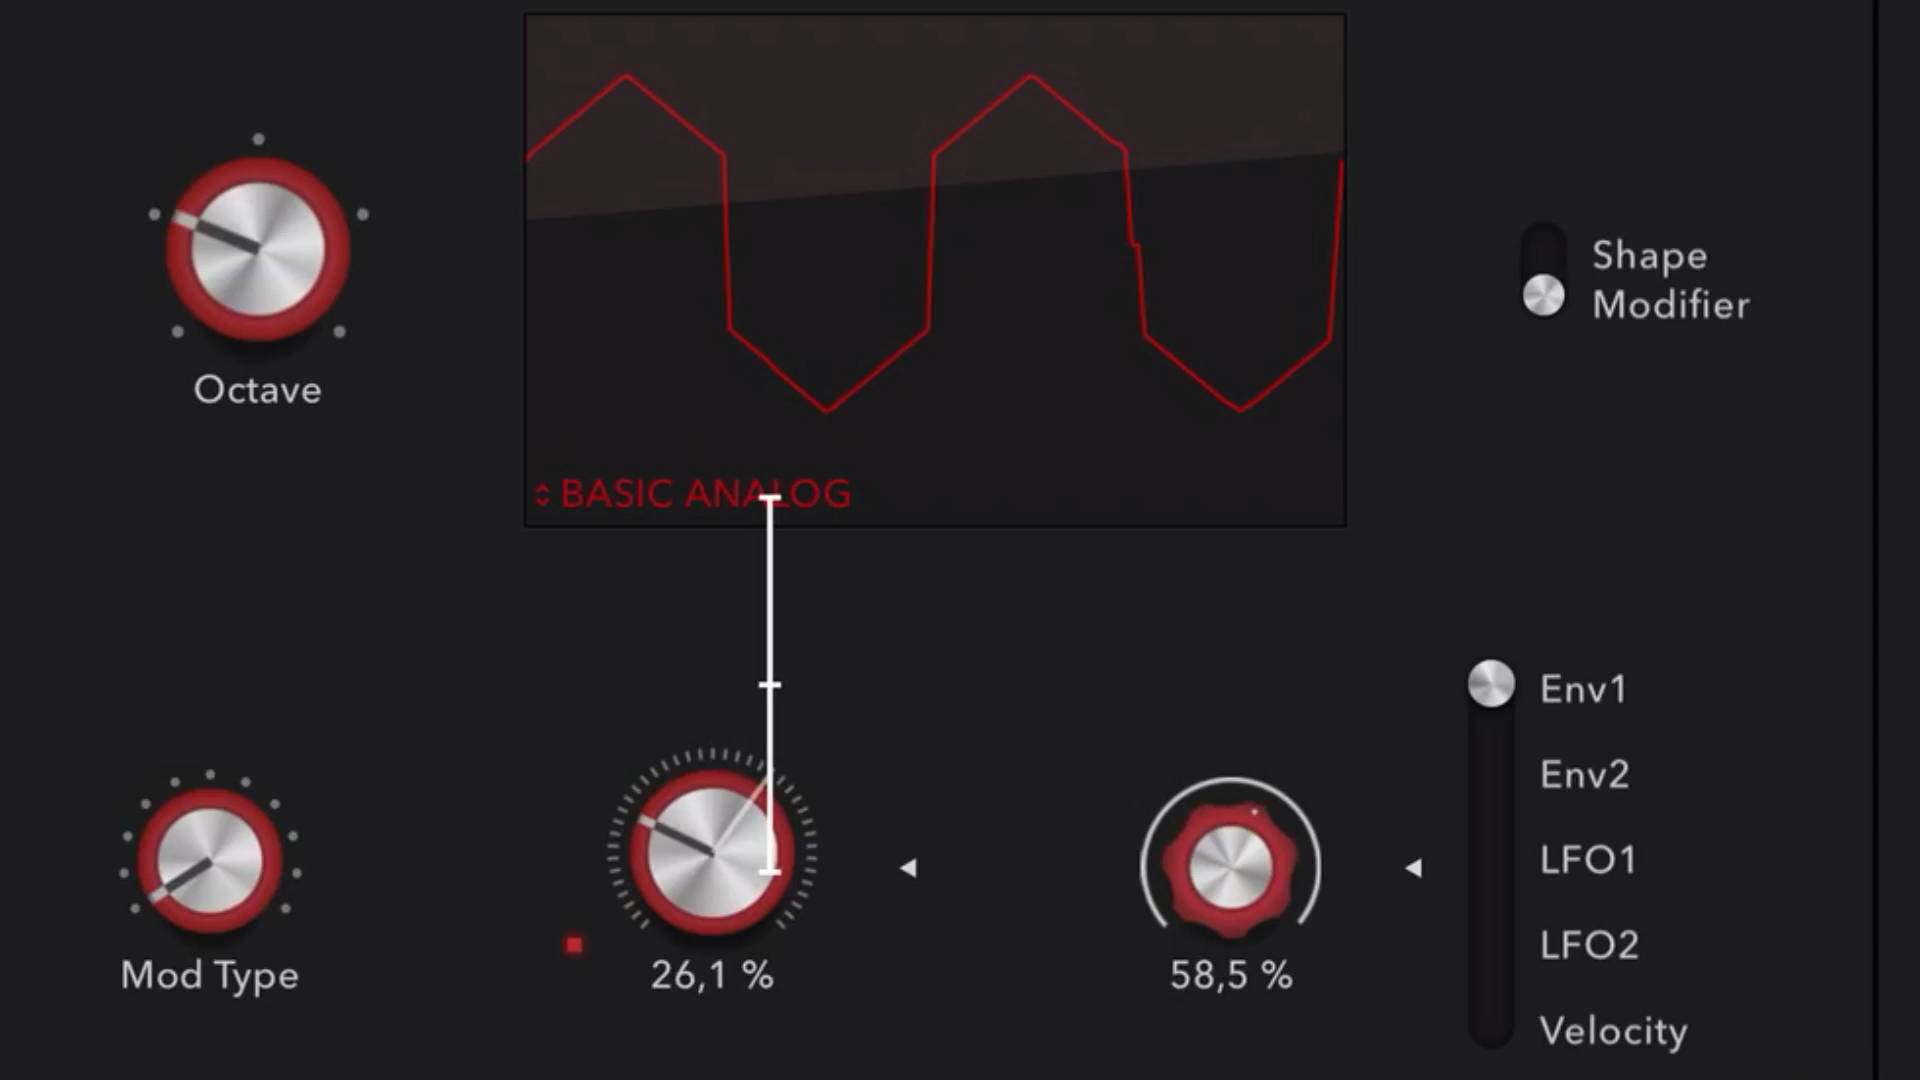 Octave
BASIC ANALOG
Shape
Modifier
Mod Type
26,1 %
58,5 %
Env1
Env2
LFO1
LFO2
Velocity